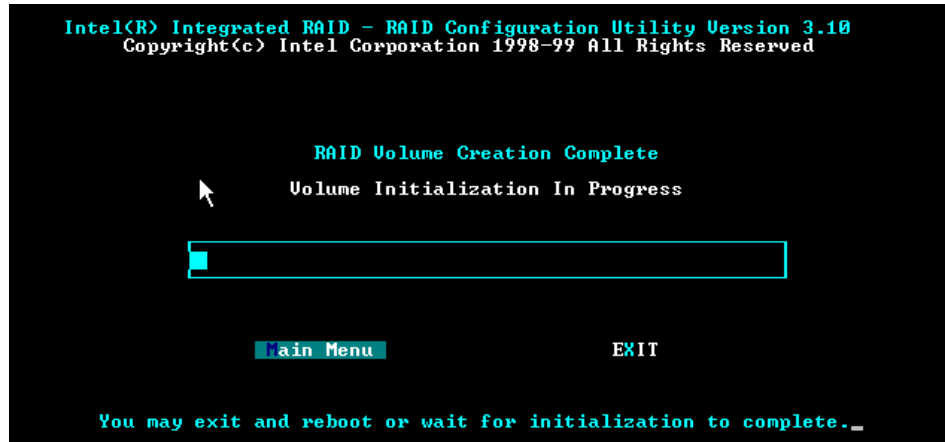 Intel(R) Integrated RAID - RAID Configuration Utility Version 3.10
Copyright(c) Intel Corporation 1998-99 All Rights Reserved
RAID Volume Creation Complete
Volume Initialization In Progress
Main Menu EXIT
You may exit and reboot or wait for initialization to complete._